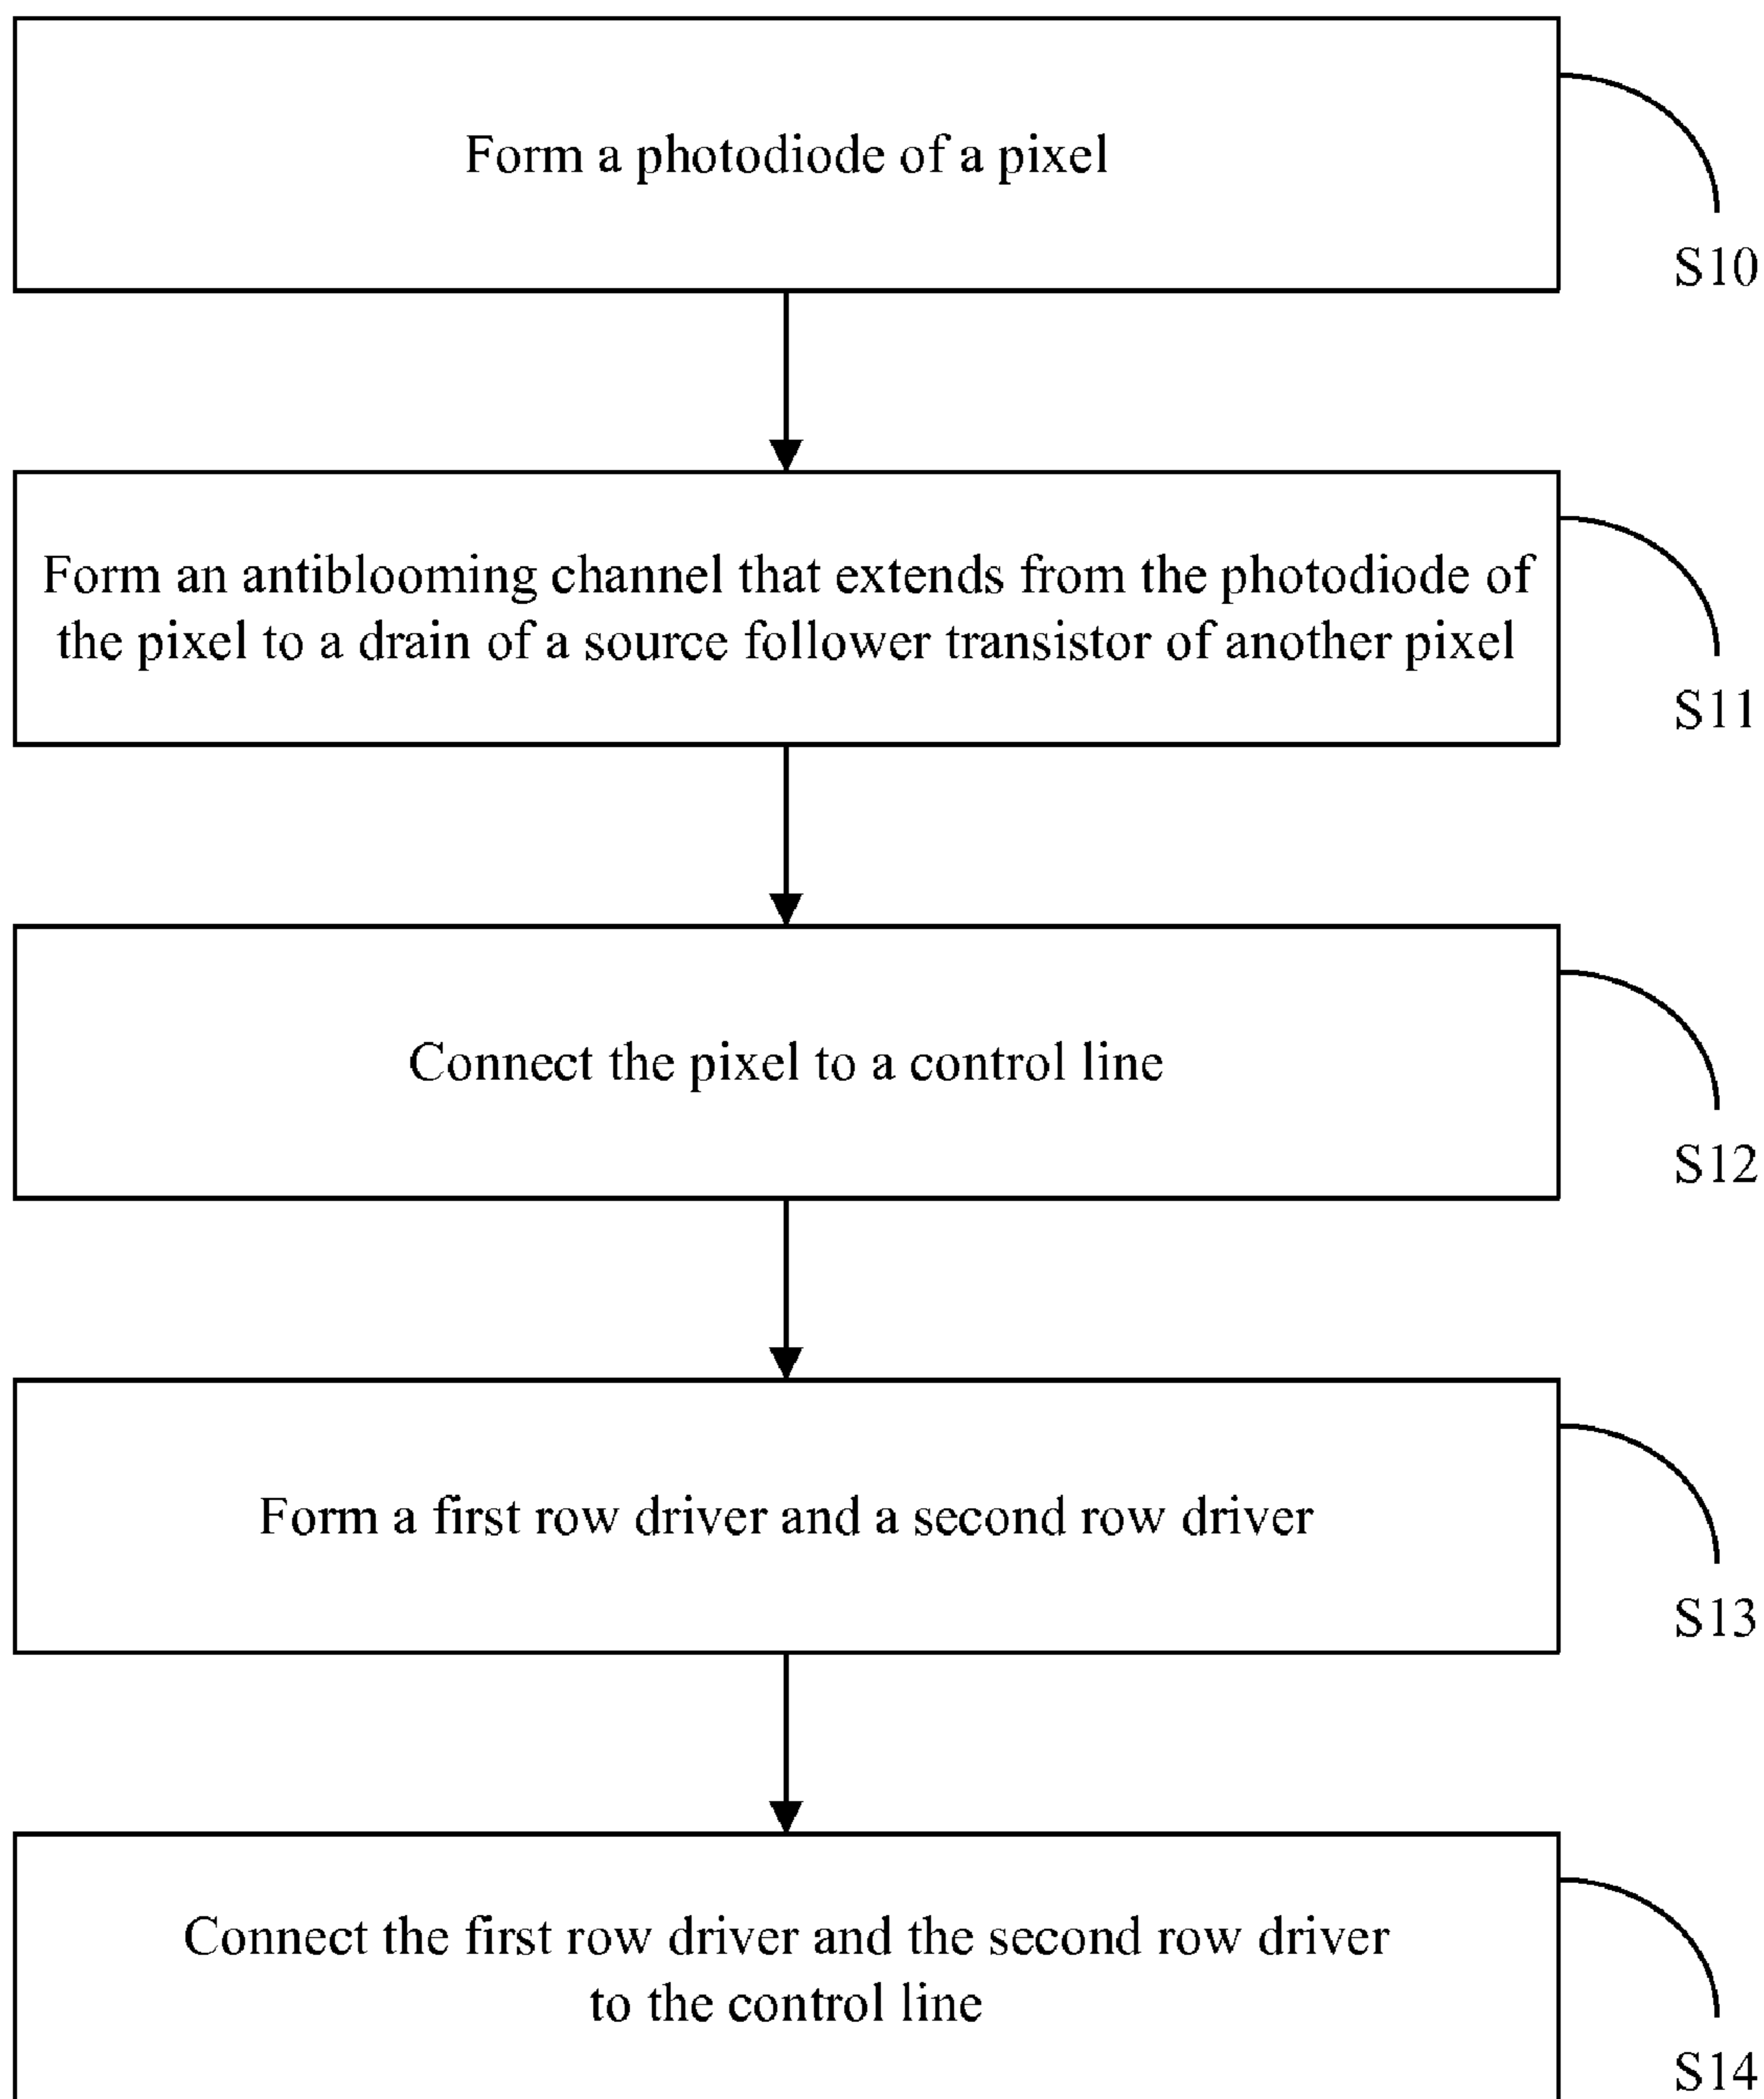 Form a photodiode of a pixel
S10
Form an antiblooming channel that extends from the photodiode of
the pixel to a drain of a source follower transistor of another pixel
S11
Connect the pixel to a control line
S12
Form a first row driver and a second row driver
S13
Connect the first row driver and the second row driver
to the control line
S14